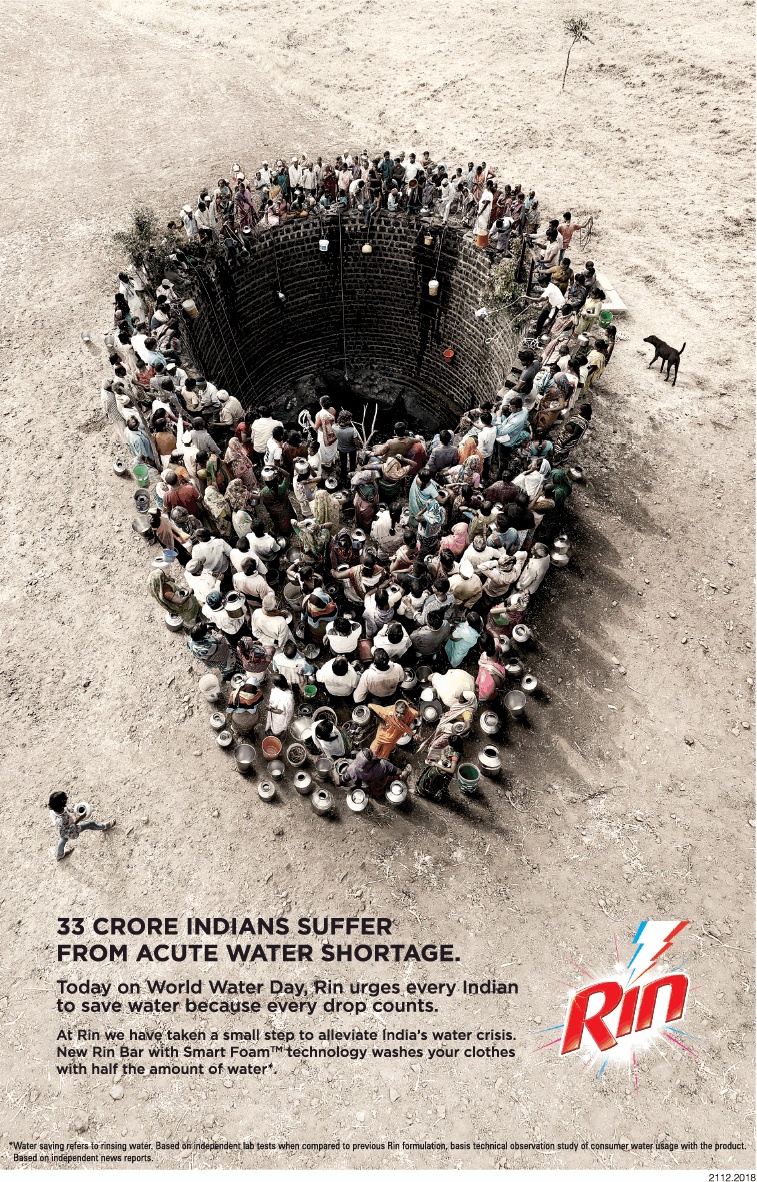 33 CRORE INDIANS SUFFER
FROM ACUTE WATER SHORTAGE.
Today on World Water Day, Rin urges every Indian
to save water because every drop counts.
At Rin we have taken a small step to alleviate India's water crisis.
New Rin Bar with Smart Foam™ technology washes your clothes
with half the amount of water*.
Rin
*Water saving refers to rinsing water. Based on independent lab tests when compared to previous Rin formulation, basis technical observation study of consumer water usage with the product.
Based on independent news reports.
2112.2018